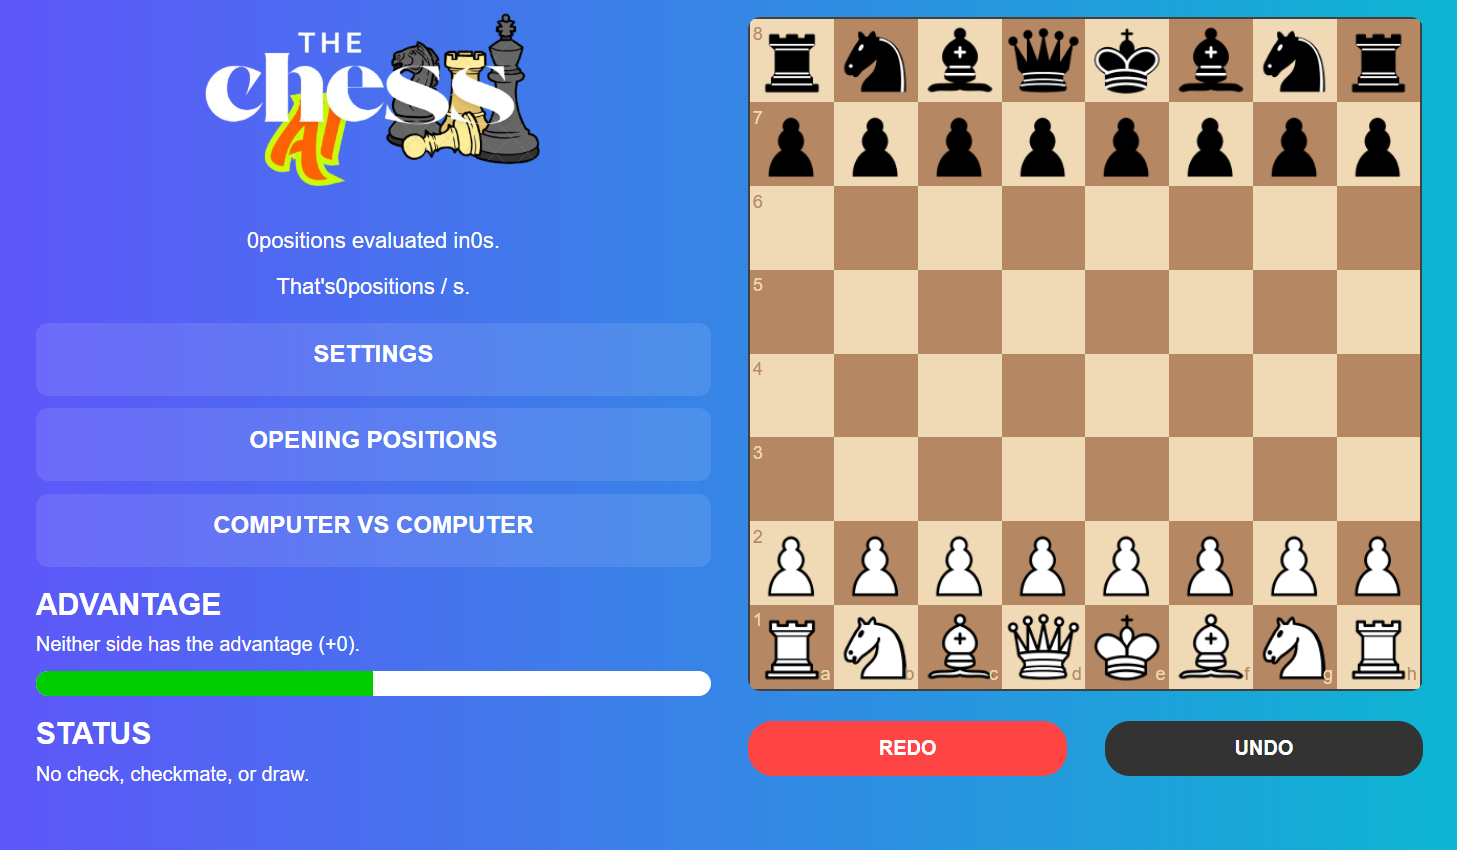 THE
chess
AI
0positions evaluated in0s.
That's0positions / s.
SETTINGS
OPENING POSITIONS
COMPUTER VS COMPUTER
ADVANTAGE
Neither side has the advantage (+0).
STATUS
No check, checkmate, or draw.
8
7
6
5
4
3
2
1
a b c d e f g h
REDO
UNDO